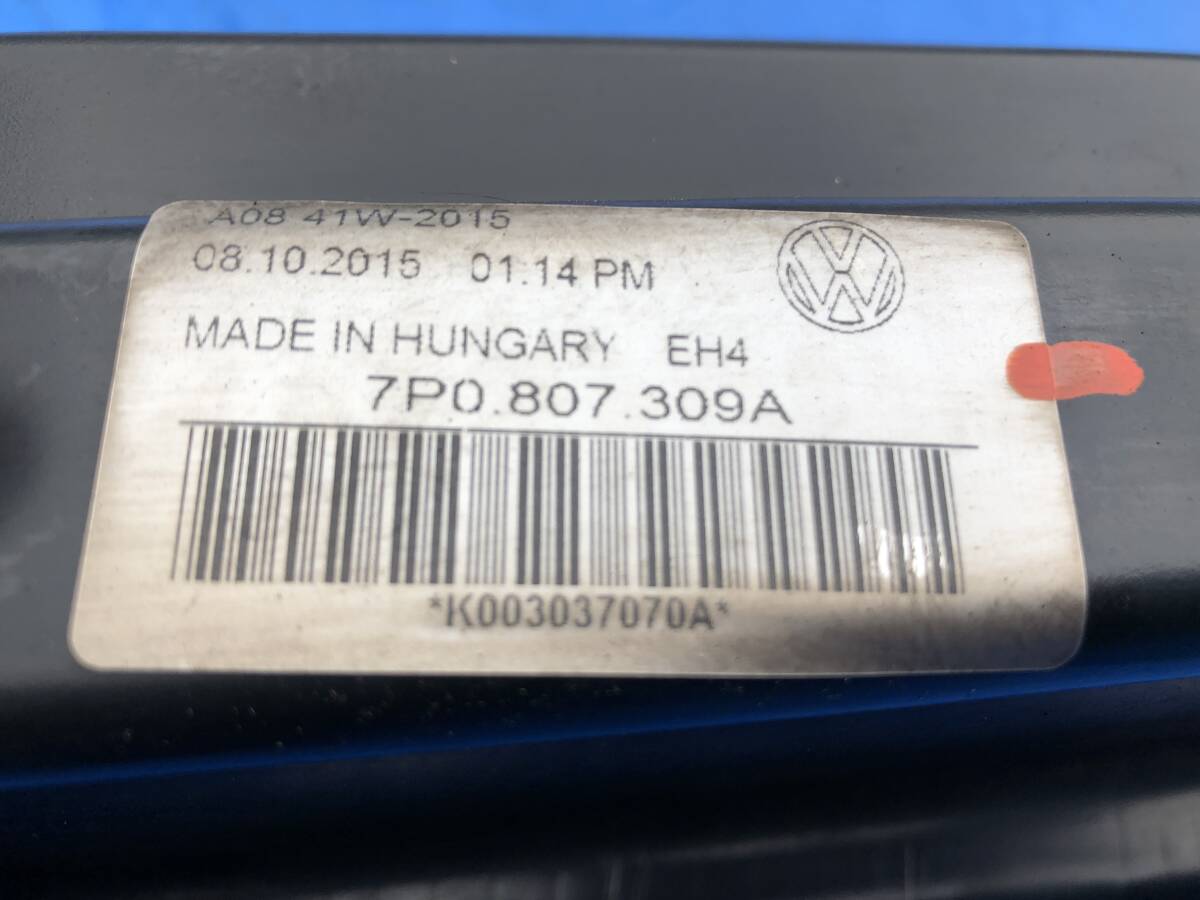 A08 41W-2015
08.10.2015 01:14 PM
MADE IN HUNGARY EH4
7P0.807.309A
*K003037070A*